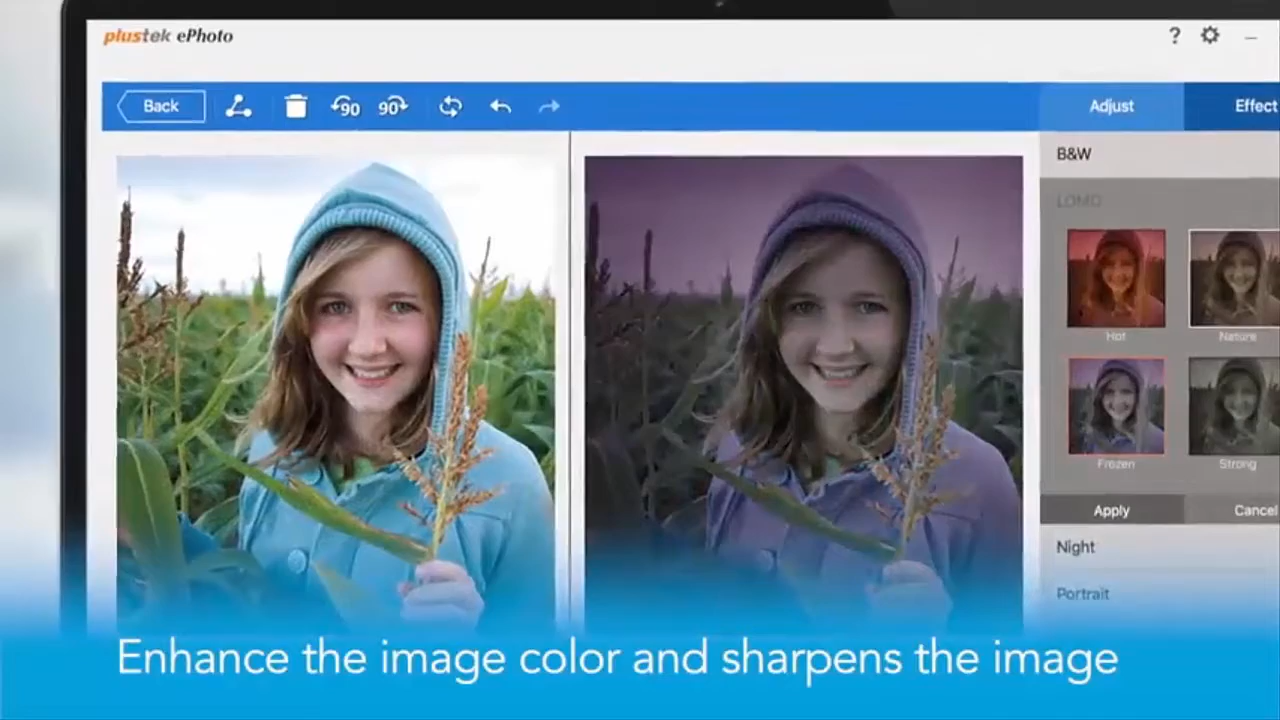 plustek ePhoto
?
Back
90
90
Adjust
Effect
B&W
LOMO
Hot
Nature
Frozen
Strong
Apply
Cancel
Night
Portrait
Enhance the image color and sharpens the image